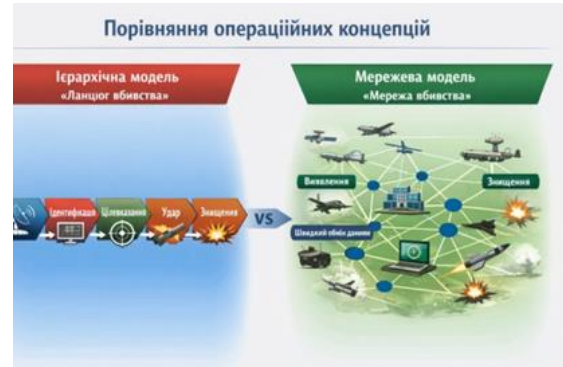 Порівняння операціійних концепцій
Ієрархічна модель
«Ланцюг вбивства»
Мережева модель
«Мережа вбивства»
Ідентифікація
Цілевказання
Удар
Знищення
VS
Виявлення
Знищення
Швидкий обмін даними